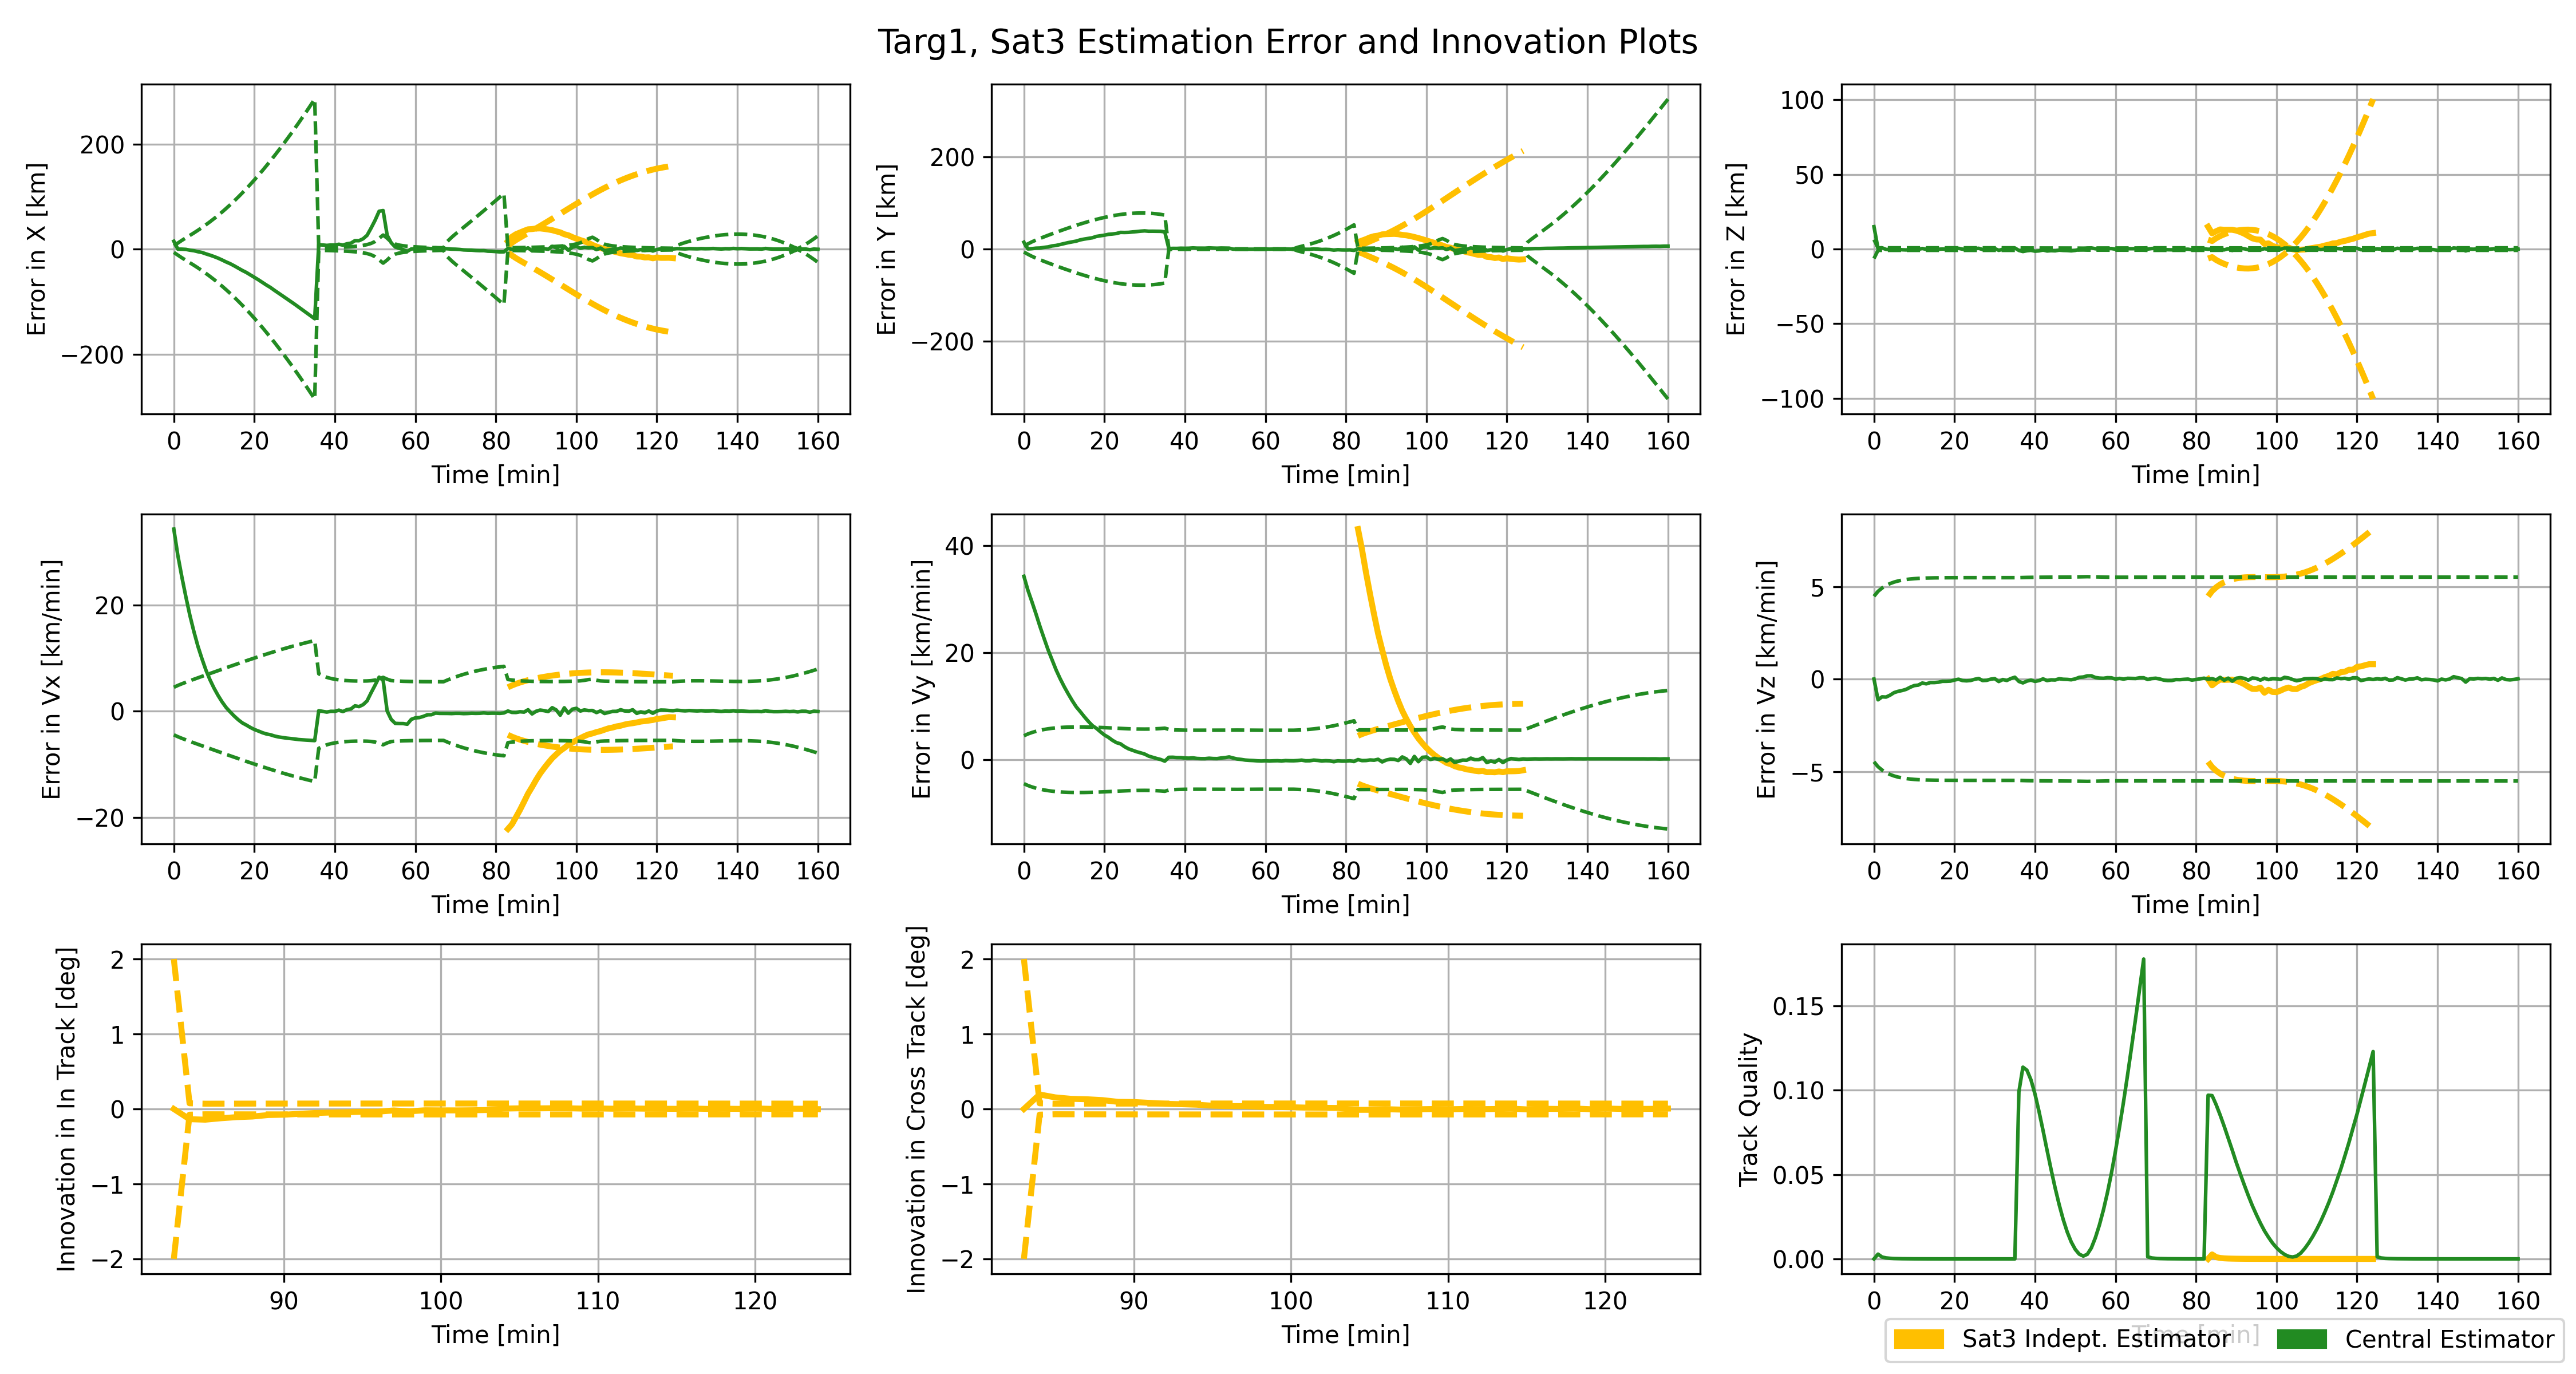 Targ1, Sat3 Estimation Error and Innovation Plots
Error in X [km]
200
0
−200
0 20 40 60 80 100 120 140 160
Time [min]
Error in Y [km]
200
0
−200
0 20 40 60 80 100 120 140 160
Time [min]
Error in Z [km]
100
50
0
−50
−100
0 20 40 60 80 100 120 140 160
Time [min]
Error in Vx [km/min]
20
0
−20
0 20 40 60 80 100 120 140 160
Time [min]
Error in Vy [km/min]
40
20
0
0 20 40 60 80 100 120 140 160
Time [min]
Error in Vz [km/min]
5
0
−5
0 20 40 60 80 100 120 140 160
Time [min]
Innovation in In Track [deg]
2
1
0
−1
−2
90 100 110 120
Time [min]
Innovation in Cross Track [deg]
2
1
0
−1
−2
90 100 110 120
Time [min]
Track Quality
0.15
0.10
0.05
0.00
0 20 40 60 80 100 120 140 160
Time [min]
Sat3 Indept. Estimator
Central Estimator